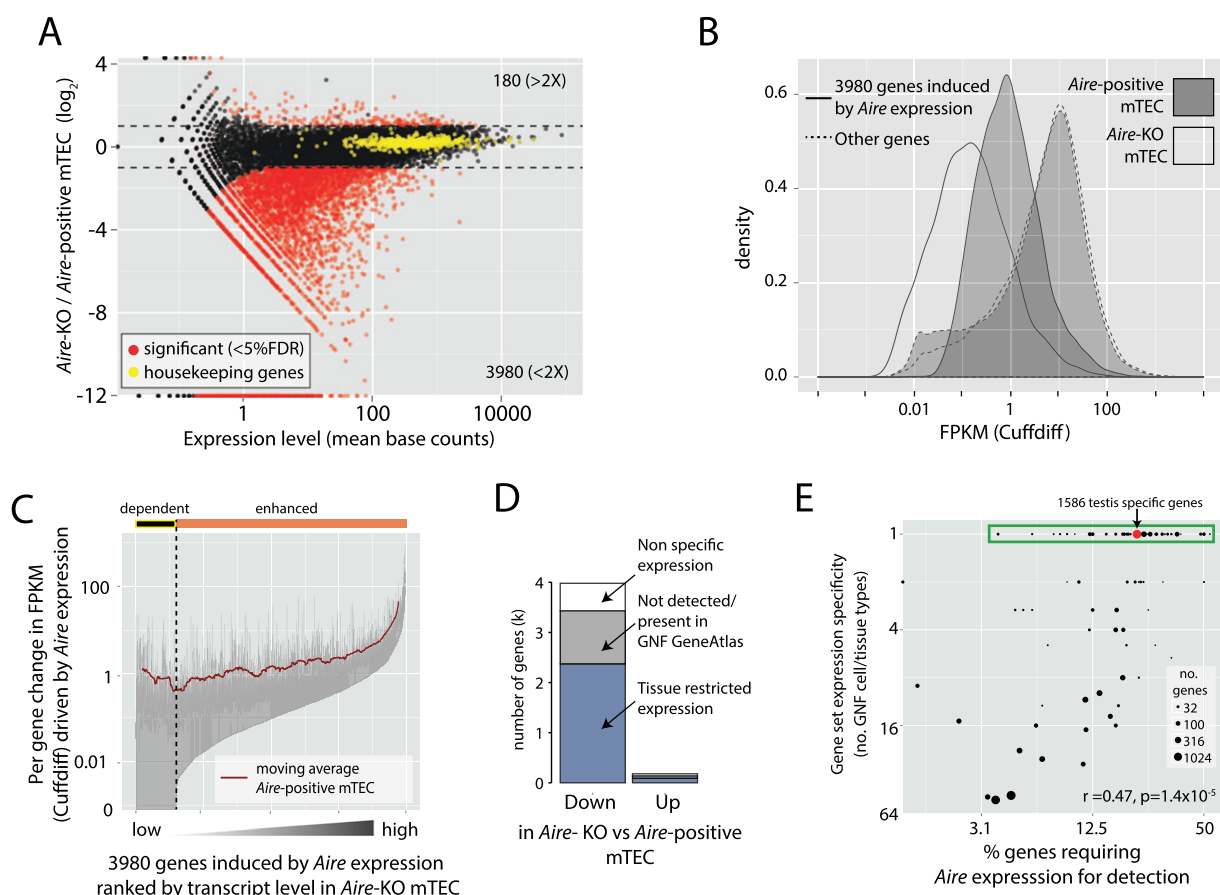 A
Aire-KO / Aire-positive mTEC (log2)
4
0
-4
-8
-12
180 (>2X)
significant (<5%FDR)
housekeeping genes
3980 (<2X)
1
100
10000
Expression level (mean base counts)
B
density
0.6
0.4
0.2
0.0
3980 genes induced
by Aire expression
Other genes
Aire-positive
mTEC
Aire-KO
mTEC
0.01
1
100
FPKM (Cuffdiff)
C
dependent
enhanced
Per gene change in FPKM
(Cuffdiff) driven by Aire expression
100
1
0.01
0
moving average
Aire-positive mTEC
low
high
3980 genes induced by Aire expression
ranked by transcript level in Aire-KO mTEC
D
number of genes (k)
4
3
2
1
0
Non specific
expression
Not detected/
present in
GNF GeneAtlas
Tissue restricted
expression
Down
Up
in Aire- KO vs Aire-positive
mTEC
E
1586 testis specific genes
Gene set expression specificity
(no. GNF cell/tissue types)
1
4
16
64
no.
genes
32
100
316
1024
r =0.47, p=1.4x10-5
3.1
12.5
50
% genes requiring
Aire expresssion for detection